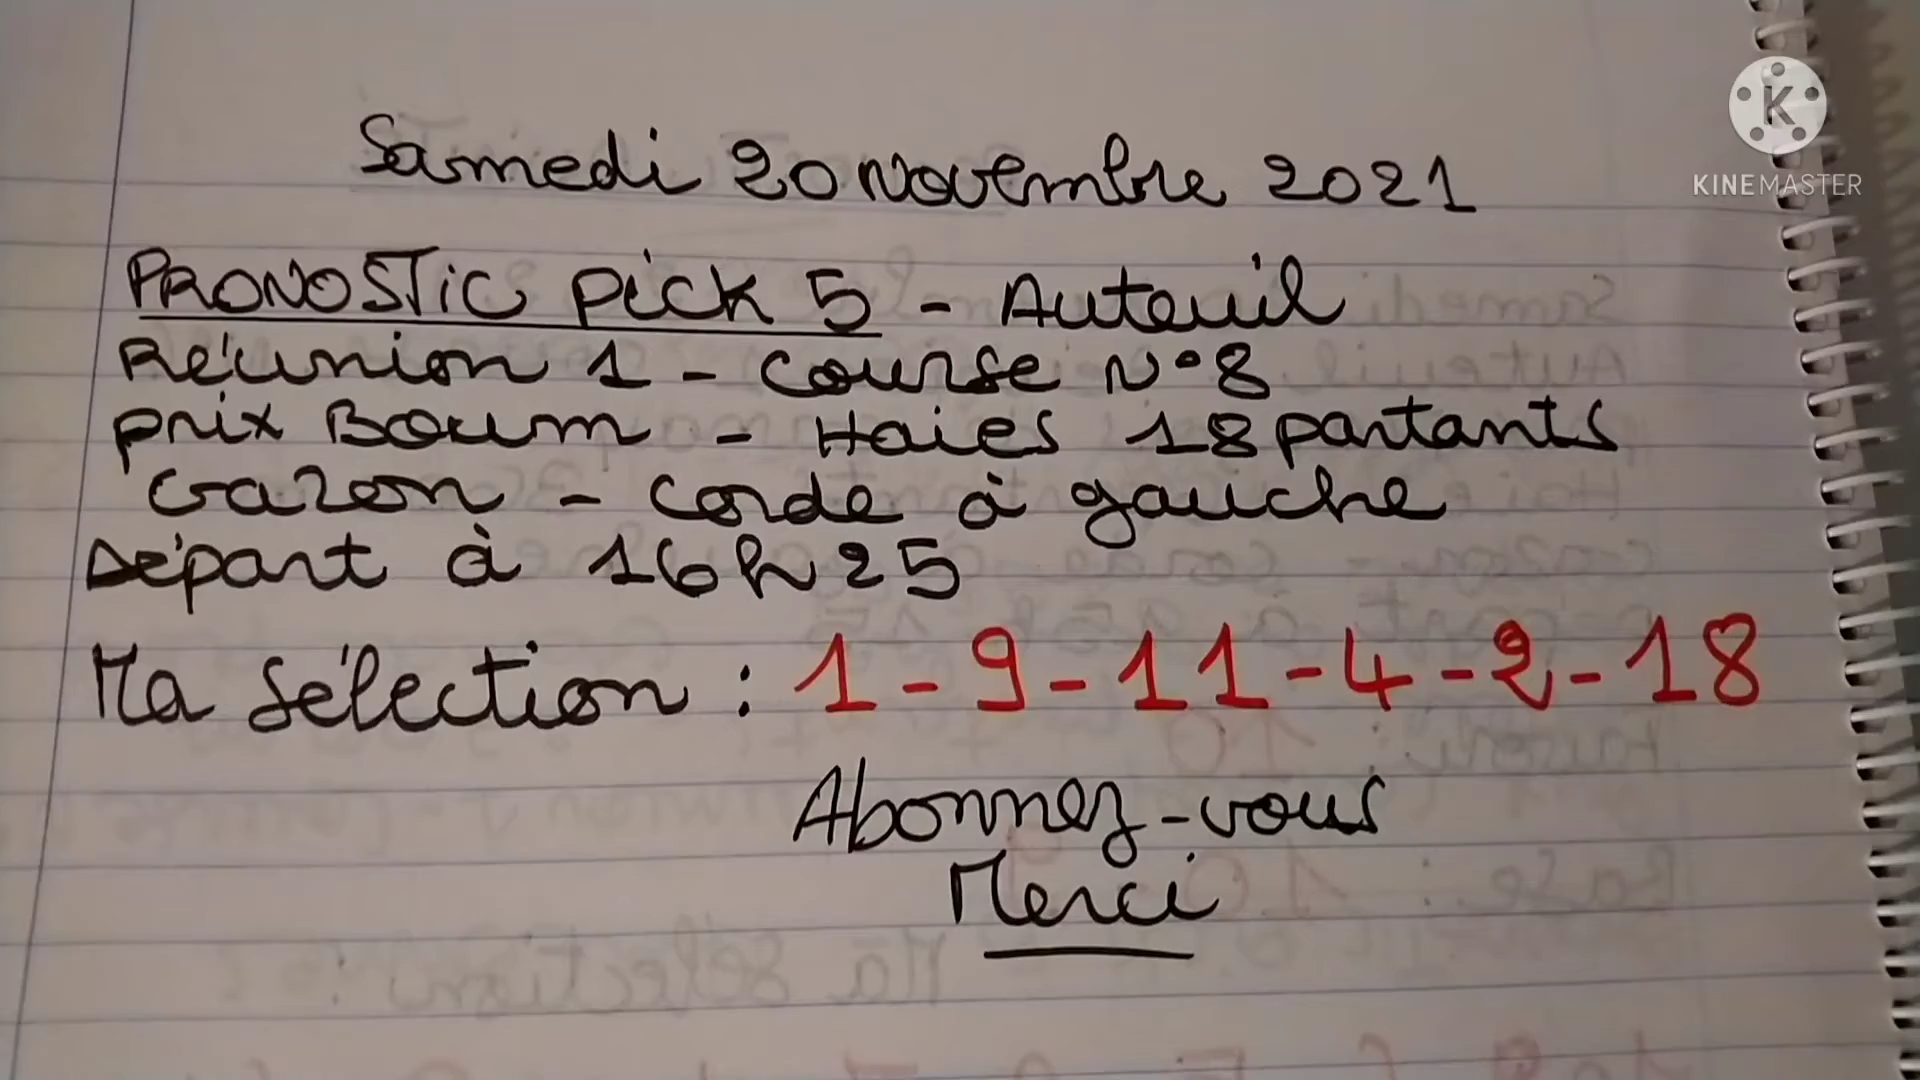 Samedi 20 Novembre 2021
PRONOSTiC PiCK 5 - Auteuil
Réunion 1 - Course N°8
prix Boum - Haies 18 partants
Gazon - Corde à gauche
Départ à 16h25
Ma Sélection : 1 - 9 - 11 - 4 - 2 - 18
Abonnez-vous
Merci
K
KINEMASTER